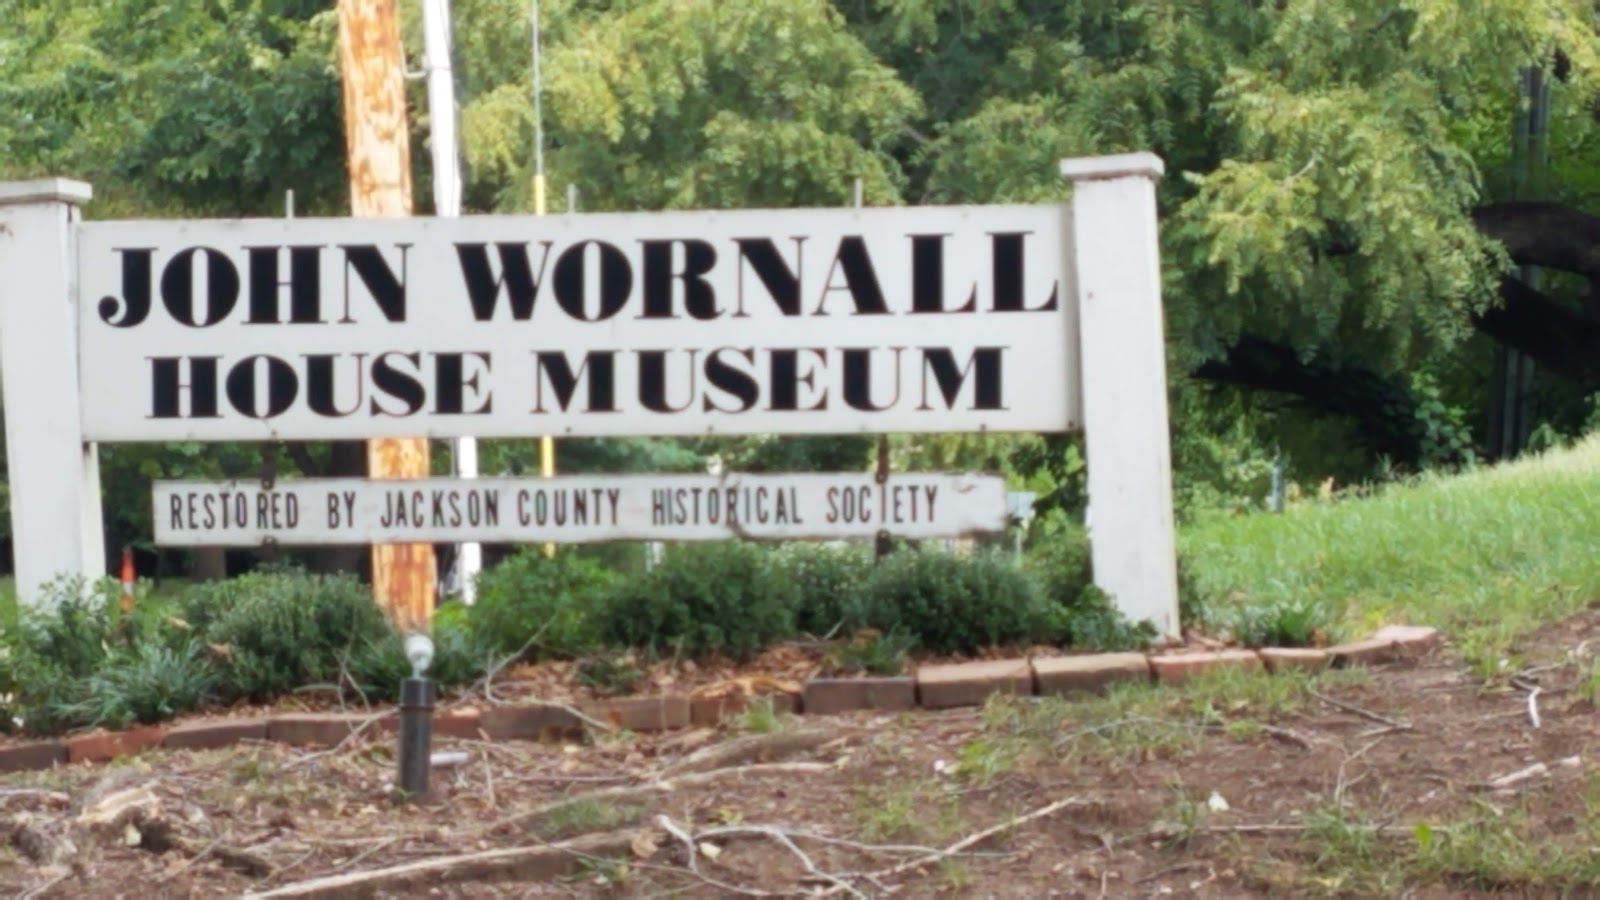 JOHN WORNALL
HOUSE MUSEUM
RESTORED BY JACKSON COUNTY HISTORICAL SOCIETY